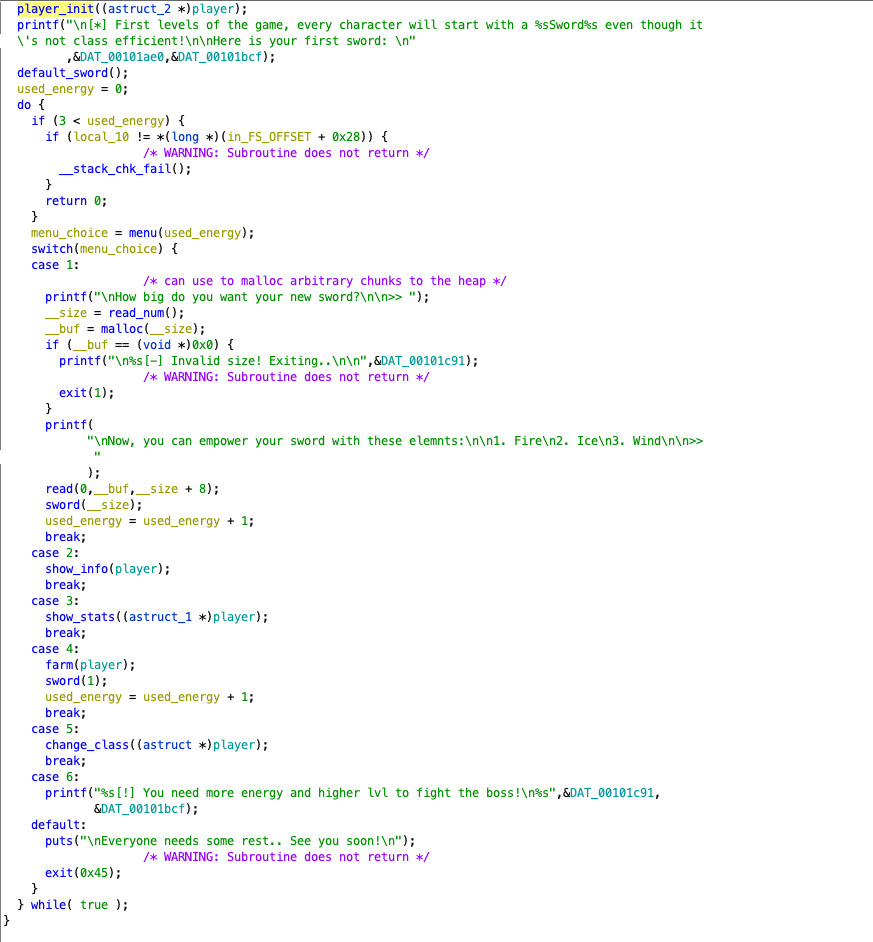 player_init((astruct_2 *)player);
printf("\n[*] First levels of the game, every character will start with a %sSword%s even though it
\'s not class efficient!\n\nHere is your first sword: \n"
,&DAT_00101ae0,&DAT_00101bcf);
default_sword();
used_energy = 0;
do {
if (3 < used_energy) {
if (local_10 != *(long *)(in_FS_OFFSET + 0x28)) {
/* WARNING: Subroutine does not return */
__stack_chk_fail();
}
return 0;
}
menu_choice = menu(used_energy);
switch(menu_choice) {
case 1:
/* can use to malloc arbitrary chunks to the heap */
printf("\nHow big do you want your new sword?\n\n>> ");
__size = read_num();
__buf = malloc(__size);
if (__buf == (void *)0x0) {
printf("\n%s[-] Invalid size! Exiting..\n\n",&DAT_00101c91);
/* WARNING: Subroutine does not return */
exit(1);
}
printf(
"\nNow, you can empower your sword with these elemnts:\n\n1. Fire\n2. Ice\n3. Wind\n\n>>
"
);
read(0,__buf,__size + 8);
sword(__size);
used_energy = used_energy + 1;
break;
case 2:
show_info(player);
break;
case 3:
show_stats((astruct_1 *)player);
break;
case 4:
farm(player);
sword(1);
used_energy = used_energy + 1;
break;
case 5:
change_class((astruct *)player);
break;
case 6:
printf("%s[!] You need more energy and higher lvl to fight the boss!\n%s",&DAT_00101c91,
&DAT_00101bcf);
default:
puts("\nEveryone needs some rest.. See you soon!\n");
/* WARNING: Subroutine does not return */
exit(0x45);
}
} while( true );
}